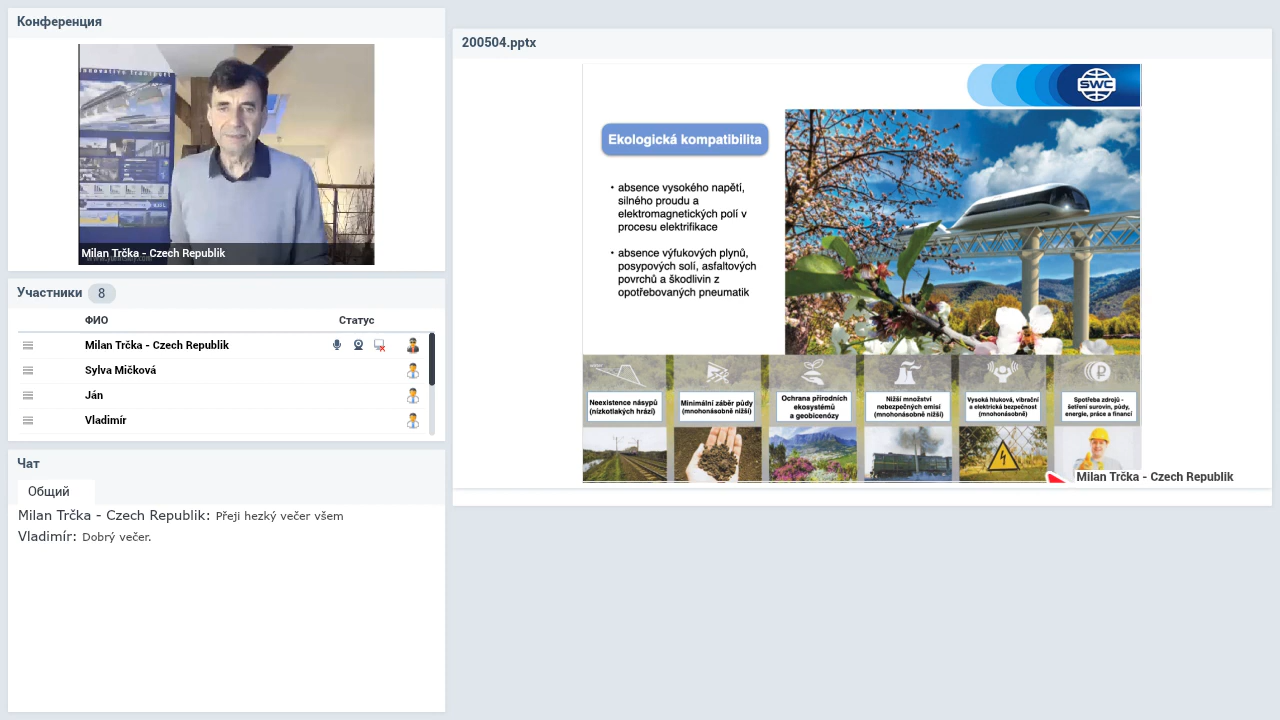 Конференция
Innovative Transport
Milan Trčka - Czech Republik
Участники 8
ФИО Статус
Milan Trčka - Czech Republik
Sylva Mičková
Ján
Vladimír
Чат
Общий
Milan Trčka - Czech Republik: Přeji hezký večer všem
Vladimír: Dobrý večer.
200504.pptx
SWC
Ekologická kompatibilita
• absence vysokého napětí,
silného proudu a
elektromagnetických polí v
procesu elektrifikace
• absence výfukových plynů,
posypových solí, asfaltových
povrchů a škodlivin z
opotřebovaných pneumatik
Neexistence násypů
(nízkotlakých hrází)
Minimální záběr půdy
(mnohonásobně nižší)
Ochrana přírodních
ekosystémů
a geobicenózy
Nižší množství
nebezpečných emisí
(mnohonásobně nižší)
Vysoká hluková, vibrační
a elektrická bezpečnost
(mnohonásobně)
Spotřeba zdrojů -
šetření surovin, půdy,
energie, práce a financí
Milan Trčka - Czech Republik